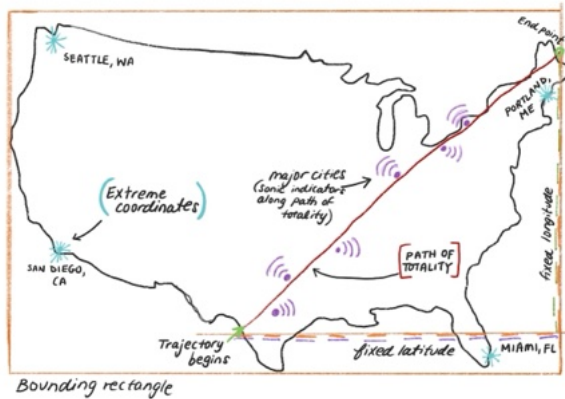 End point
SEATTLE, WA
PORTLAND,
ME
major cities
(sonic indicators
along path of
totality)
(Extreme
coordinates)
fixed longitude
[PATH OF
TOTALITY]
SAN DIEGO,
CA
Trajectory
begins
fixed latitude
MIAMI, FL
Bounding rectangle